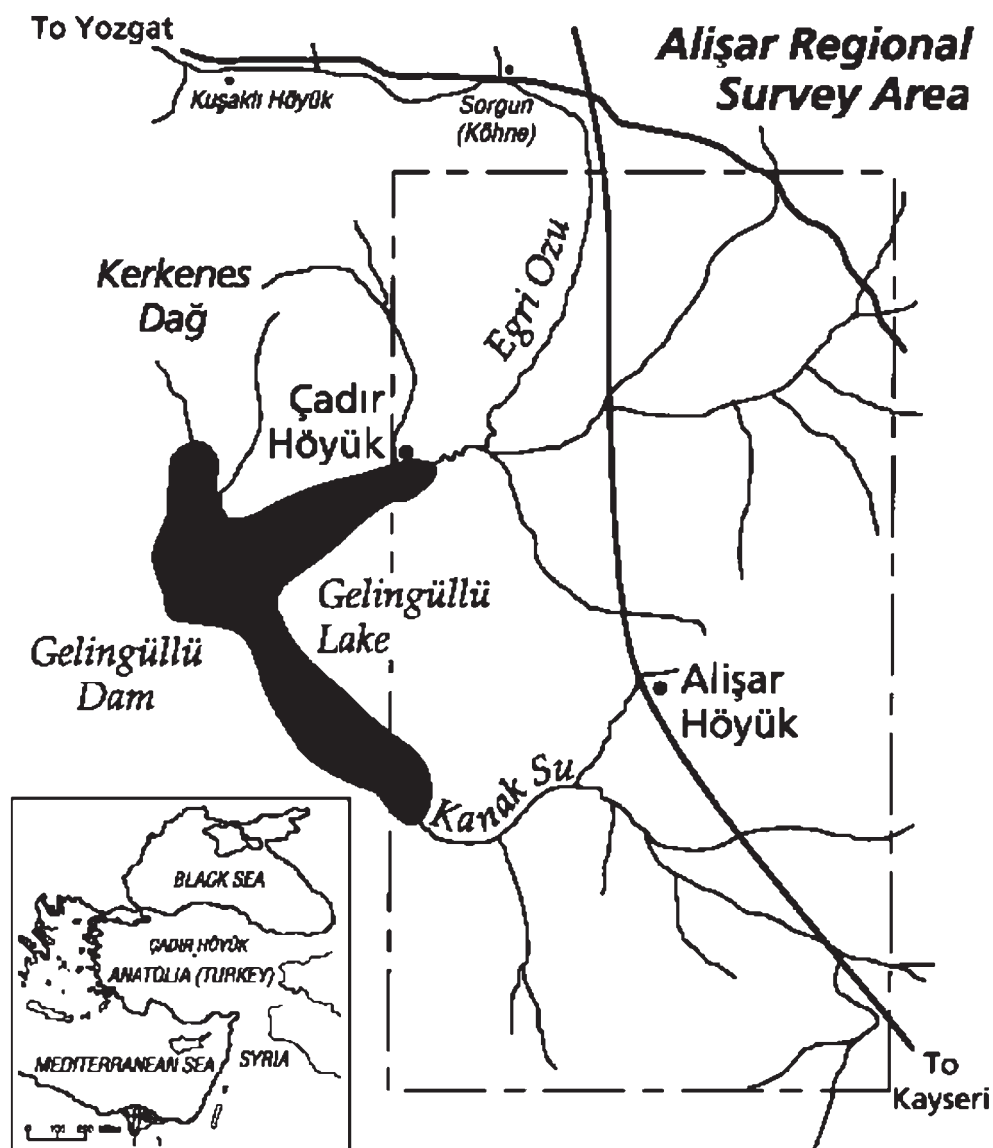 To Yozgat
Alişar Regional
Survey Area
Kuşaklı Höyük
Sorgun
(Köhne)
Kerkenes
Dağ
Egri Ozu
Çadır
Höyük
Gelingüllü
Lake
Gelingüllü
Dam
Alişar
Höyük
Kanak Su
BLACK SEA
ÇADIR HÖYÜK
ANATOLIA (TURKEY)
MEDITERRANEAN SEA
SYRIA
0
To
Kayseri